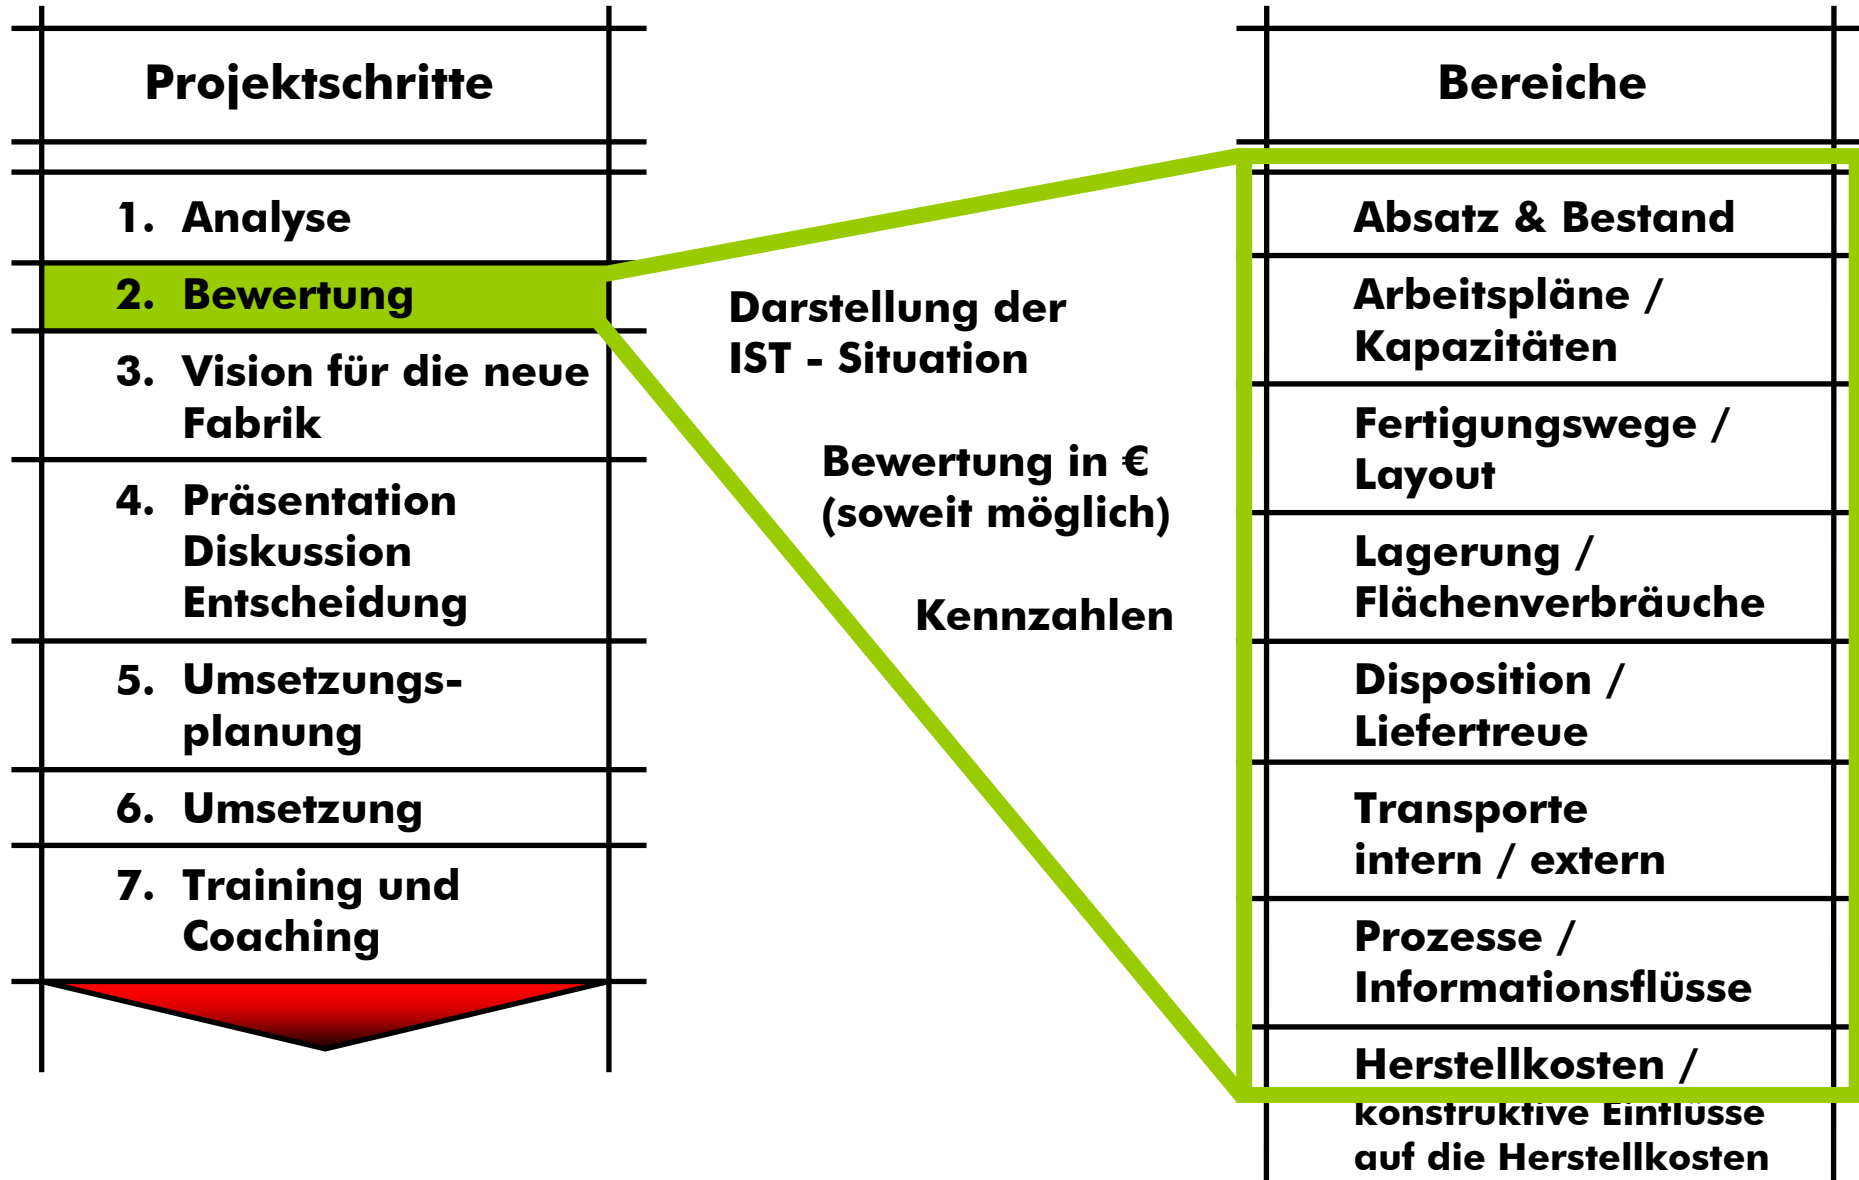 Projektschritte
1. Analyse
2. Bewertung
3. Vision für die neue
Fabrik
4. Präsentation
Diskussion
Entscheidung
5. Umsetzungs-
planung
6. Umsetzung
7. Training und
Coaching
Darstellung der
IST - Situation
Bewertung in €
(soweit möglich)
Kennzahlen
Bereiche
Absatz & Bestand
Arbeitspläne /
Kapazitäten
Fertigungswege /
Layout
Lagerung /
Flächenverbräuche
Disposition /
Liefertreue
Transporte
intern / extern
Prozesse /
Informationsflüsse
Herstellkosten /
konstruktive Einflüsse
auf die Herstellkosten